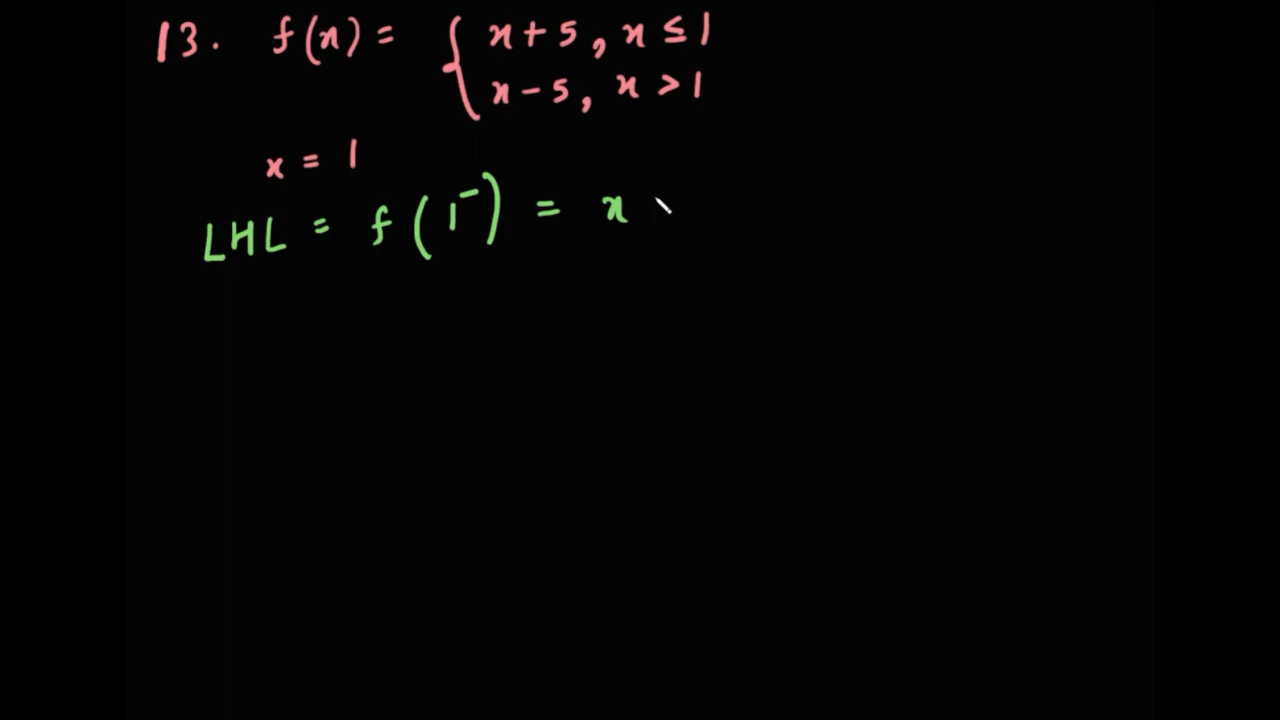 13. f(x) = { x + 5, x ≤ 1
x - 5, x > 1
x = 1
LHL = f(1⁻) = x